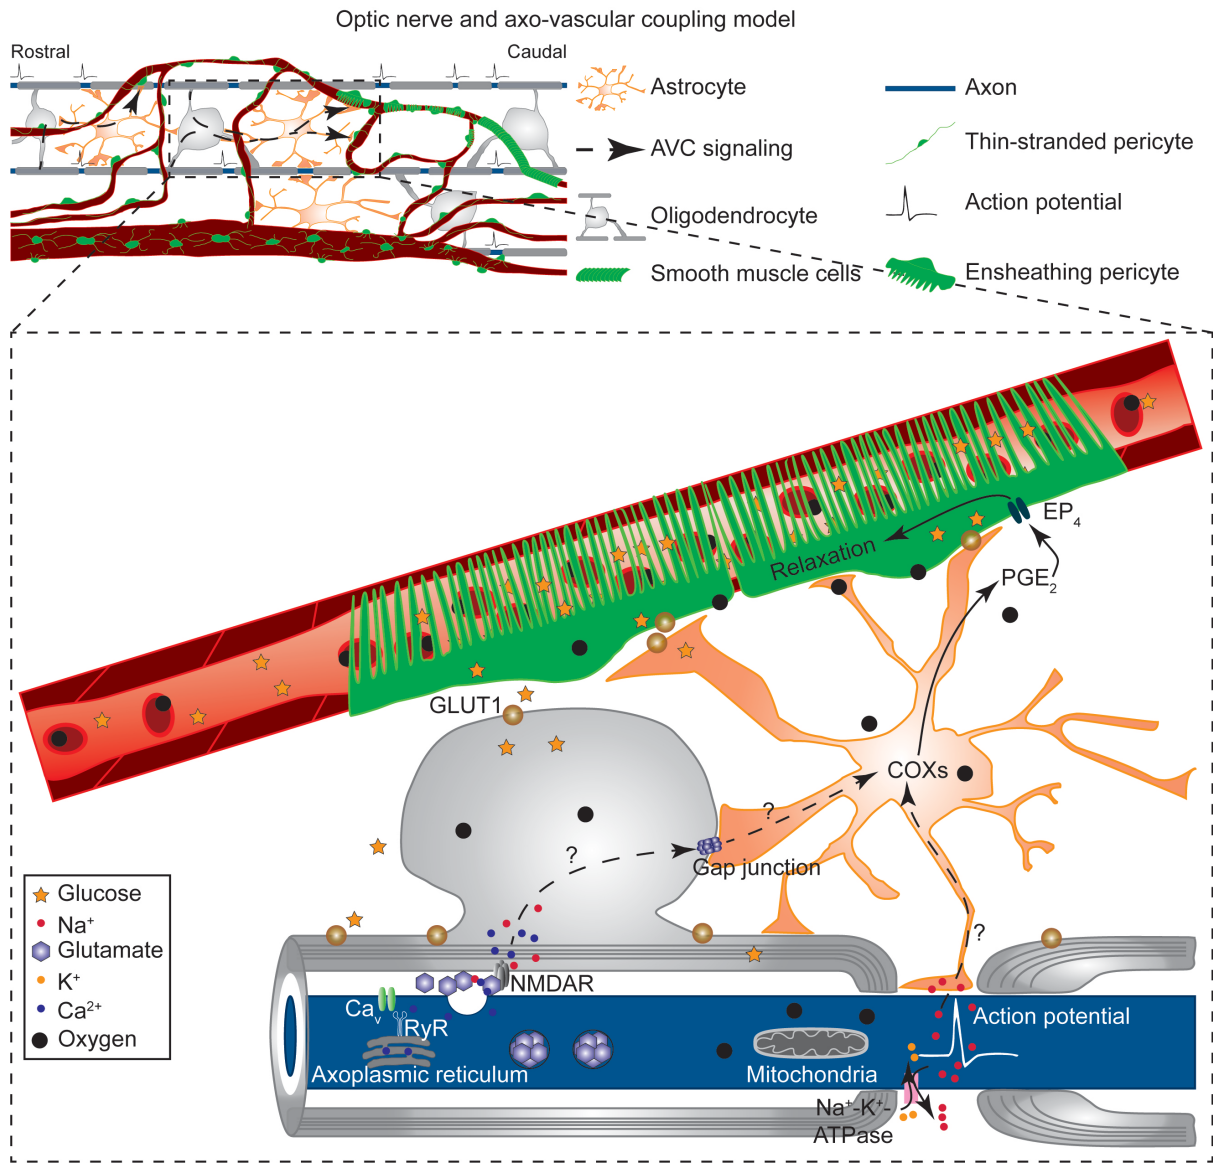 Optic nerve and axo-vascular coupling model
Rostral
Caudal
Astrocyte
Axon
AVC signaling
Thin-stranded pericyte
Oligodendrocyte
Action potential
Smooth muscle cells
Ensheathing pericyte
EP4
Relaxation
PGE2
GLUT1
COXs
?
?
Gap junction
?
Glucose
Na+
Glutamate
K+
Ca2+
Oxygen
NMDAR
Cav
RyR
Action potential
Axoplasmic reticulum
Mitochondria
Na+-K+-
ATPase